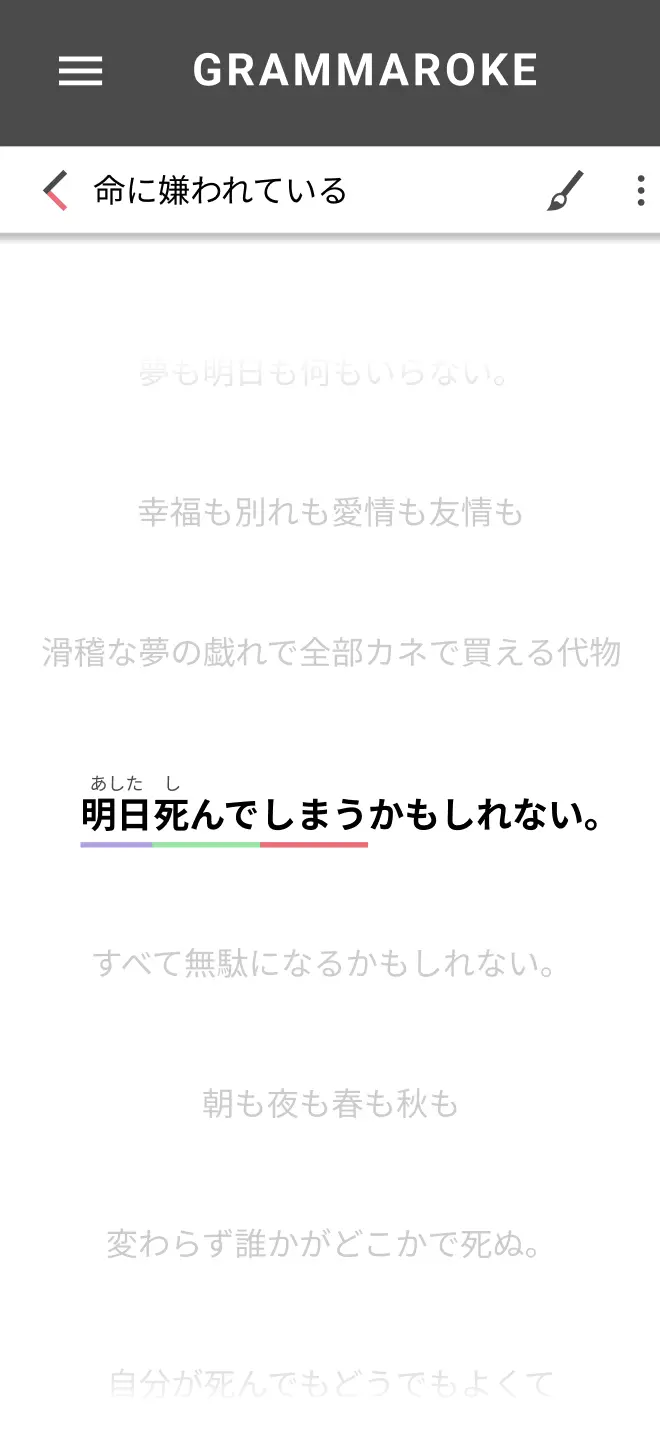 GRAMMAROKE
命に嫌われている
夢も明日も何もいらない。
幸福も別れも愛情も友情も
滑稽な夢の戯れで全部カネで買える代物
あした し
明日死んでしまうかもしれない。
すべて無駄になるかもしれない。
朝も夜も春も秋も
変わらず誰かがどこかで死ぬ。
自分が死んでもどうでもよくて